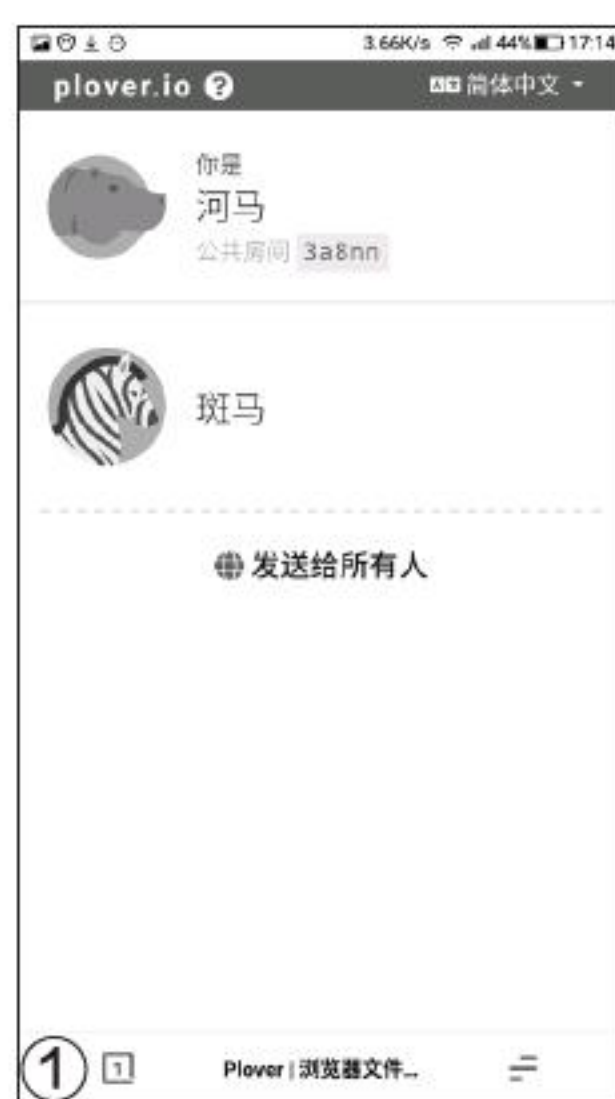 3.66K/s 44% 17:14
plover.io ? 简体中文
你是
河马
公共房间 3a8nn
斑马
发送给所有人
① 1 Plover | 浏览器文件...